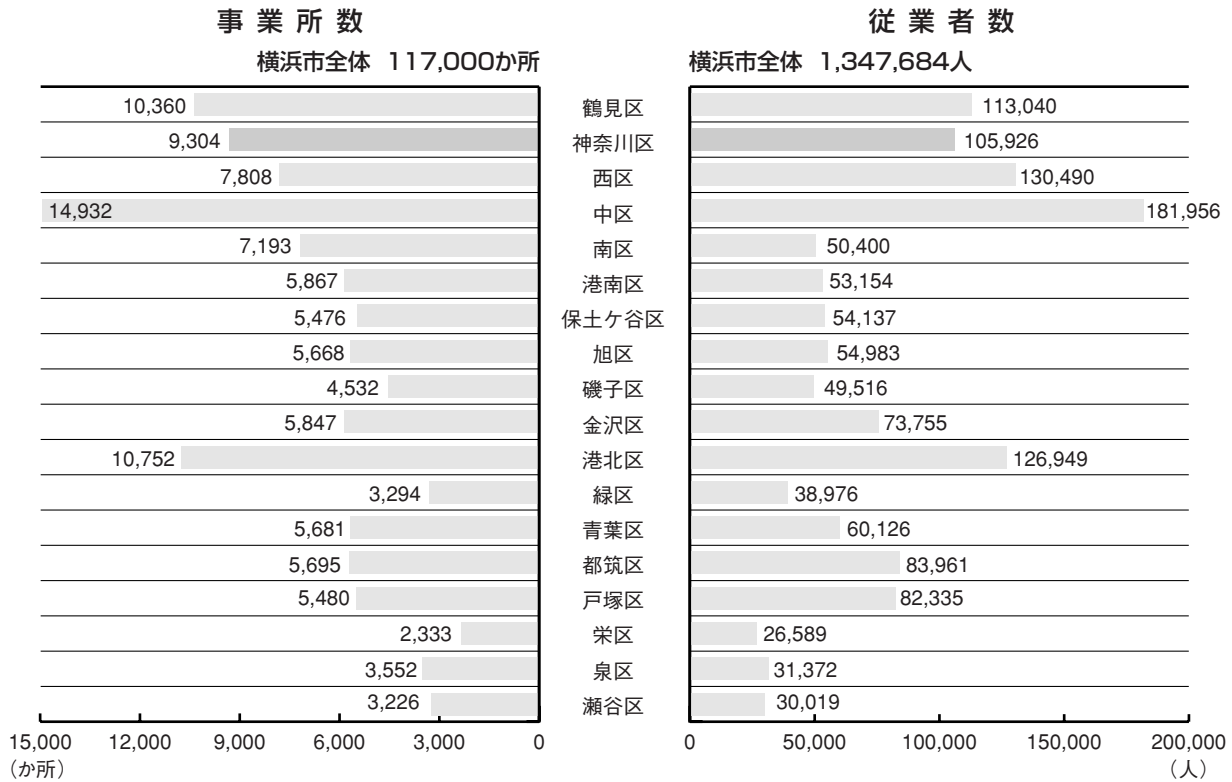 事業所数
従業者数
横浜市全体 117,000か所
横浜市全体 1,347,684人
10,360 鶴見区 113,040
9,304 神奈川区 105,926
7,808 西区 130,490
14,932 中区 181,956
7,193 南区 50,400
5,867 港南区 53,154
5,476 保土ケ谷区 54,137
5,668 旭区 54,983
4,532 磯子区 49,516
5,847 金沢区 73,755
10,752 港北区 126,949
3,294 緑区 38,976
5,681 青葉区 60,126
5,695 都筑区 83,961
5,480 戸塚区 82,335
2,333 栄区 26,589
3,552 泉区 31,372
3,226 瀬谷区 30,019
15,000 12,000 9,000 6,000 3,000 0 0 50,000 100,000 150,000 200,000
（か所） （人）